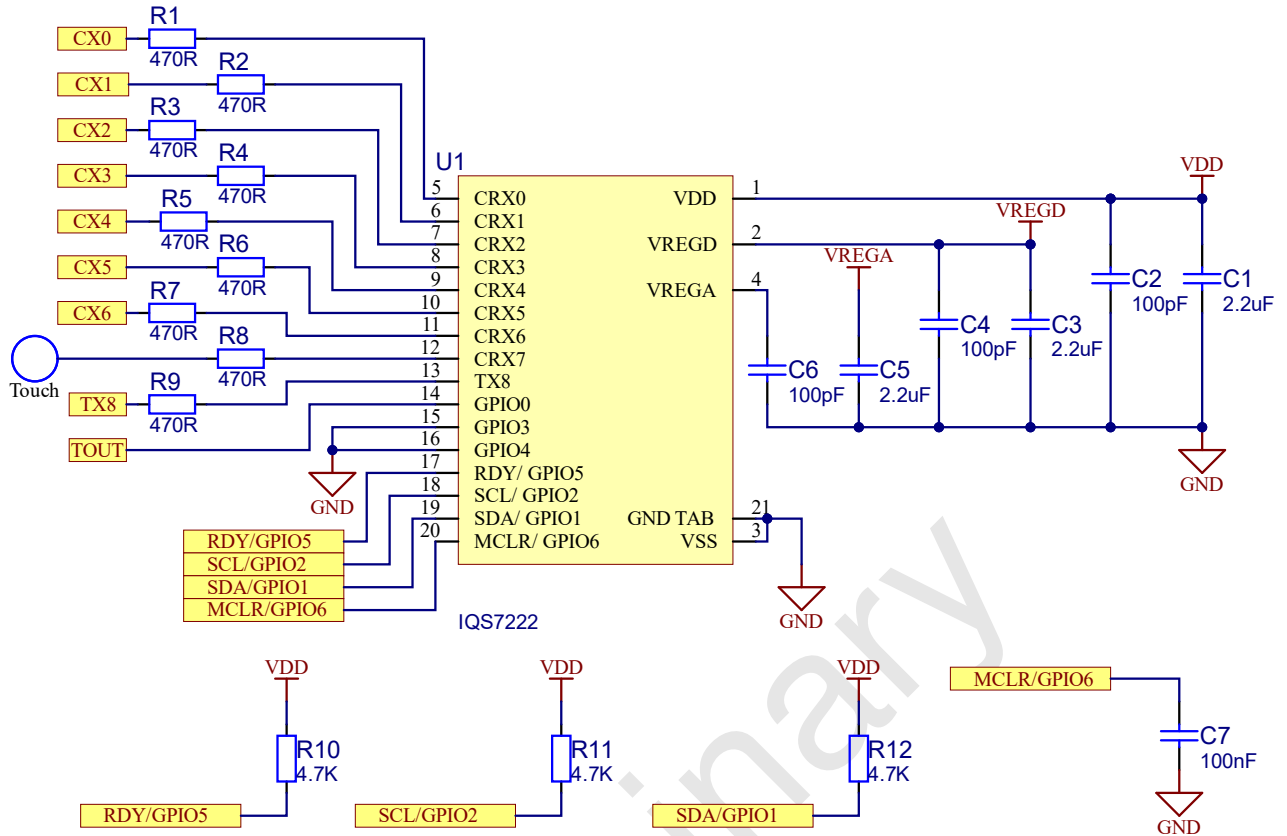 CX0
R1
470R
CX1
R2
470R
CX2
R3
470R
CX3
R4
470R
CX4
R5
470R
CX5
R6
470R
CX6
R7
470R
Touch
R8
470R
TX8
R9
470R
TOUT
GND
U1
5 CRX0
6 CRX1
7 CRX2
8 CRX3
9 CRX4
10 CRX5
11 CRX6
12 CRX7
13 TX8
14 GPIO0
15 GPIO3
16 GPIO4
17 RDY/ GPIO5
18 SCL/ GPIO2
19 SDA/ GPIO1
20 MCLR/ GPIO6
VDD 1
VREGD 2
VREGA 4
GND TAB 21
VSS 3
IQS7222
RDY/GPIO5
SCL/GPIO2
SDA/GPIO1
MCLR/GPIO6
VDD
VREGD
VREGA
C6
100pF
C5
2.2uF
C4
100pF
C3
2.2uF
C2
100pF
C1
2.2uF
GND
GND
VDD
R10
4.7K
RDY/GPIO5
VDD
R11
4.7K
SCL/GPIO2
VDD
R12
4.7K
SDA/GPIO1
MCLR/GPIO6
C7
100nF
GND
inary